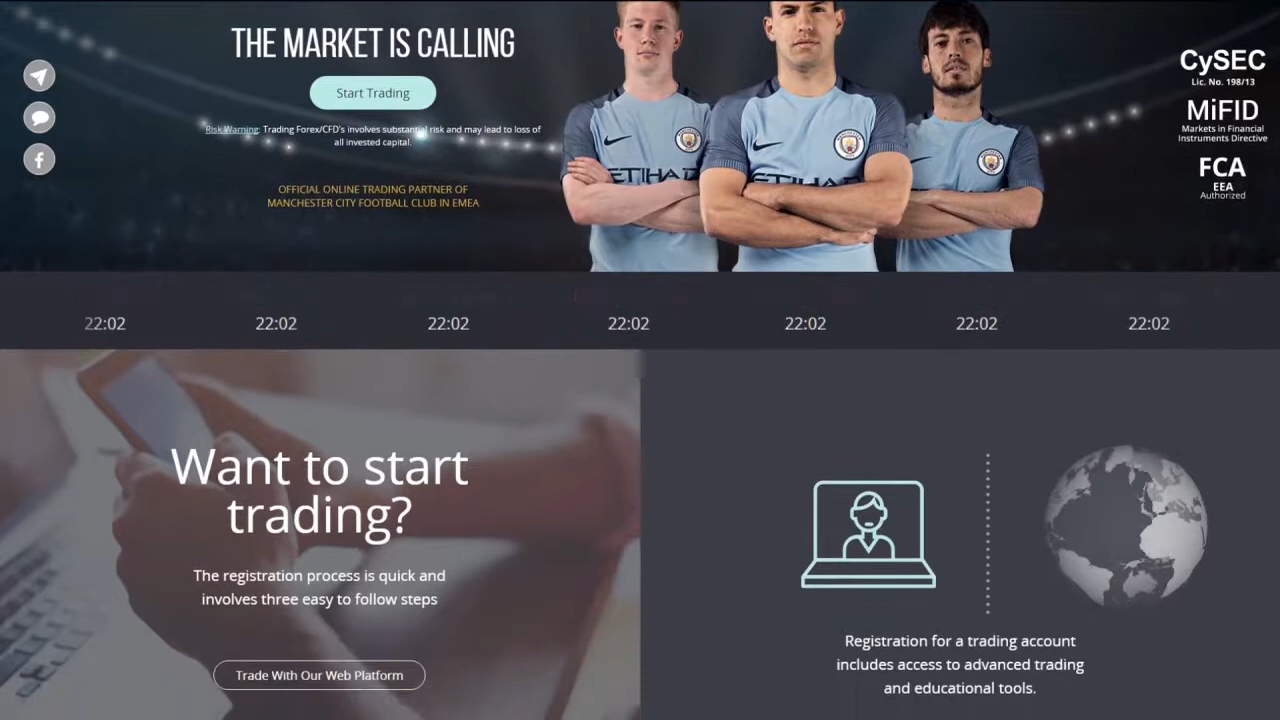 THE MARKET IS CALLING
Start Trading
Risk Warning: Trading Forex/CFD's involves substantial risk and may lead to loss of
all invested capital.
OFFICIAL ONLINE TRADING PARTNER OF
MANCHESTER CITY FOOTBALL CLUB IN EMEA
ETIHAD
ETIHAD
CySEC
Lic. No. 198/13
MiFID
Markets in Financial
Instruments Directive
FCA
EEA
Authorized
22:02
22:02
22:02
22:02
22:02
22:02
22:02
Want to start
trading?
The registration process is quick and
involves three easy to follow steps
Trade With Our Web Platform
Registration for a trading account
includes access to advanced trading
and educational tools.